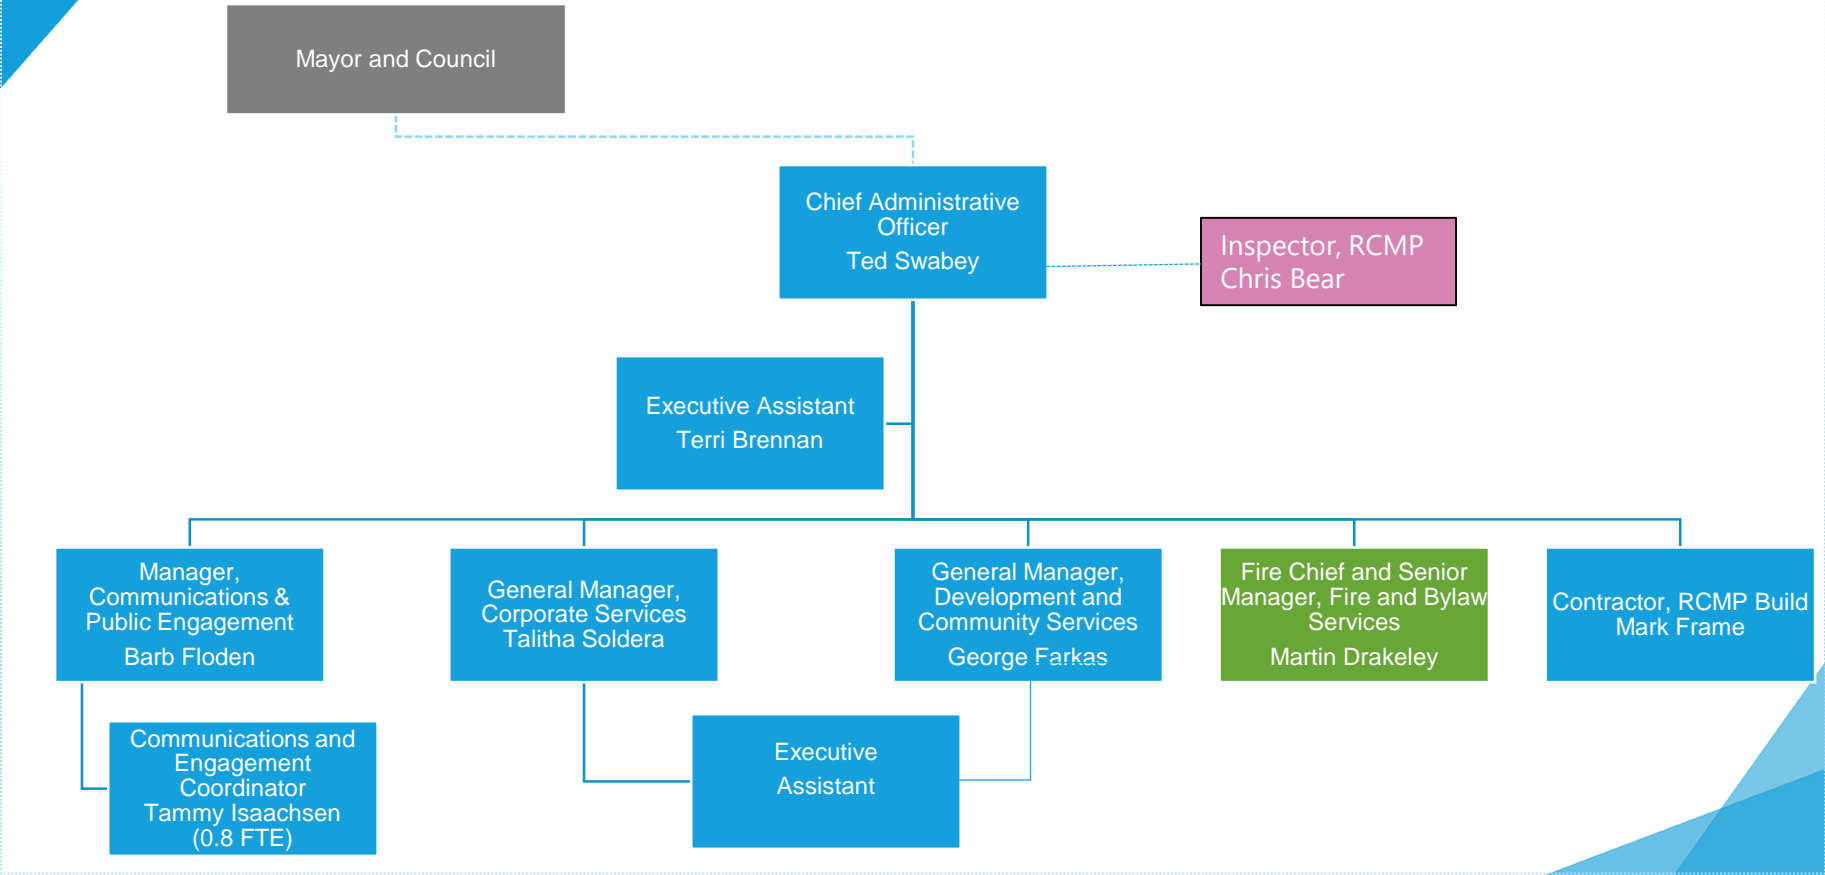 Mayor and Council
Chief Administrative
Officer
Ted Swabey
Inspector, RCMP
Chris Bear
Executive Assistant
Terri Brennan
Manager,
Communications &
Public Engagement
Barb Floden
General Manager,
Corporate Services
Talitha Soldera
General Manager,
Development and
Community Services
George Farkas
Fire Chief and Senior
Manager, Fire and Bylaw
Services
Martin Drakeley
Contractor, RCMP Build
Mark Frame
Communications and
Engagement
Coordinator
Tammy Isaachsen
(0.8 FTE)
Executive
Assistant